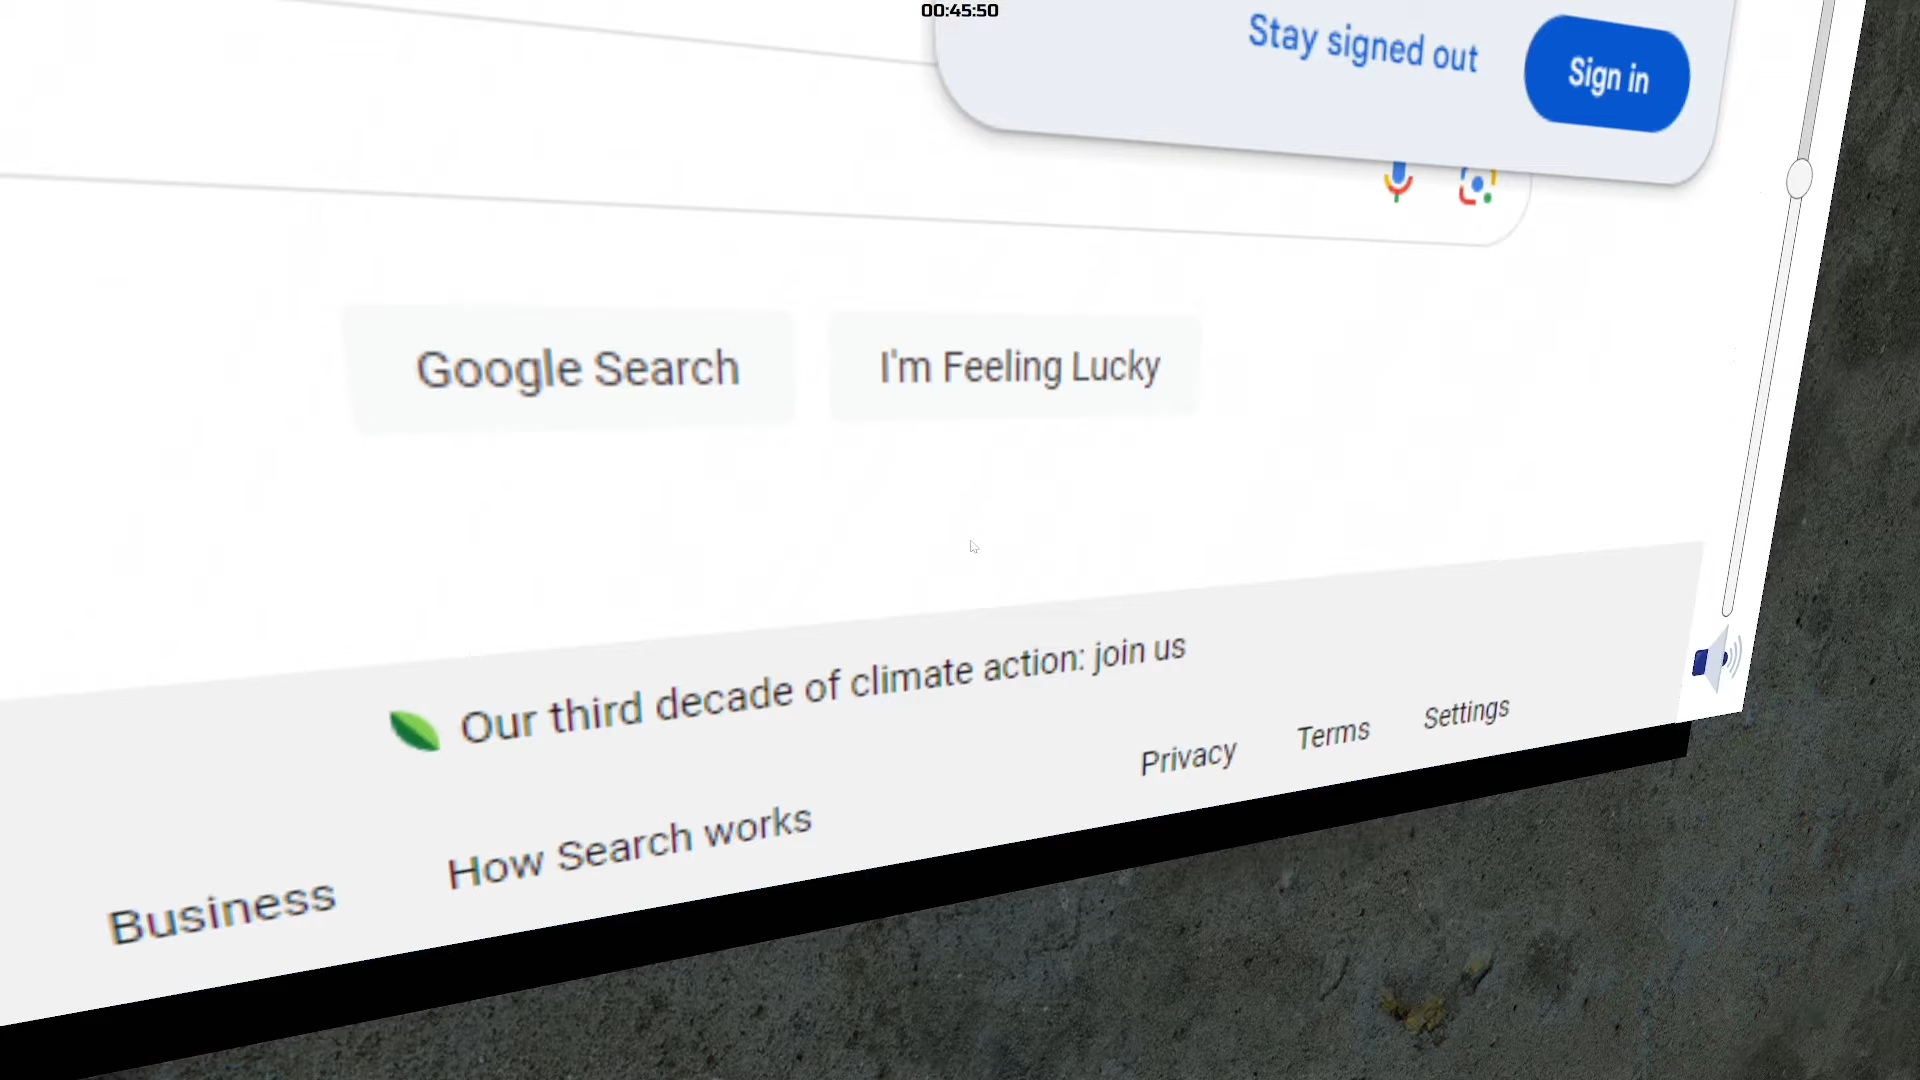 00:45:50
Stay signed out
Sign in
Google Search
I'm Feeling Lucky
Our third decade of climate action: join us
Privacy
Terms
Settings
How Search works
Business